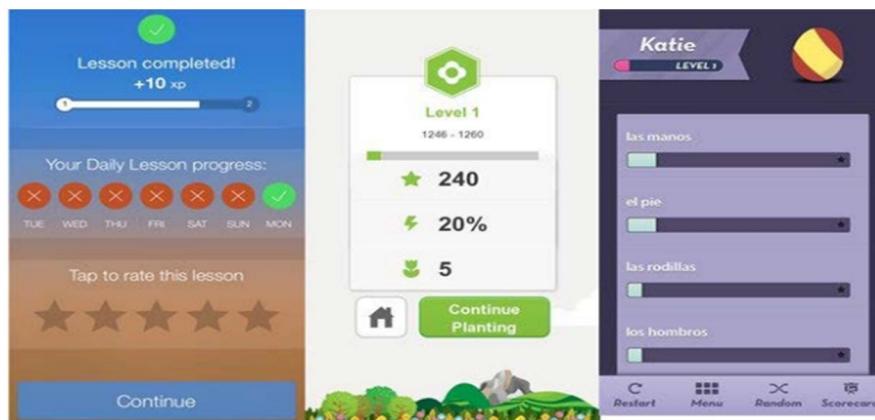 Lesson completed!
+10 xp
1 2
Your Daily Lesson progress:
TUE WED THU FRI SAT SUN MON
Tap to rate this lesson
Continue
Level 1
1246 - 1260
240
20%
5
Continue
Planting
Katie
LEVEL 1
las manos
el pie
las rodillas
los hombros
Restart Menu Random Scorecard